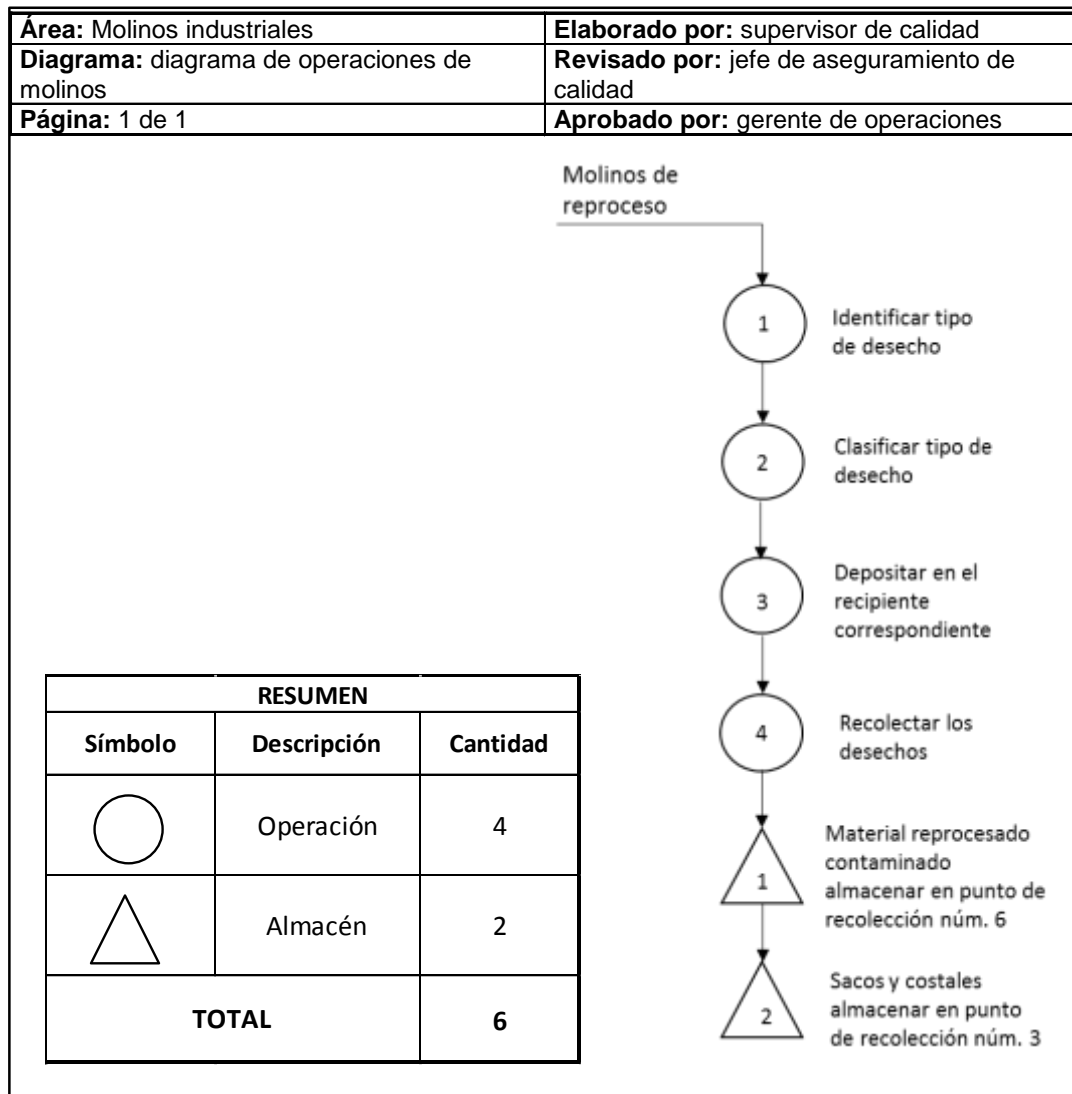 Área: Molinos industriales
Elaborado por: supervisor de calidad
Diagrama: diagrama de operaciones de
molinos
Revisado por: jefe de aseguramiento de
calidad
Página: 1 de 1
Aprobado por: gerente de operaciones
Molinos de
reproceso
1
Identificar tipo
de desecho
2
Clasificar tipo de
desecho
3
Depositar en el
recipiente
correspondiente
4
Recolectar los
desechos
1
Material reprocesado
contaminado
almacenar en punto de
recolección núm. 6
2
Sacos y costales
almacenar en punto
de recolección núm. 3
RESUMEN
Símbolo Descripción Cantidad
Operación 4
Almacén 2
TOTAL 6